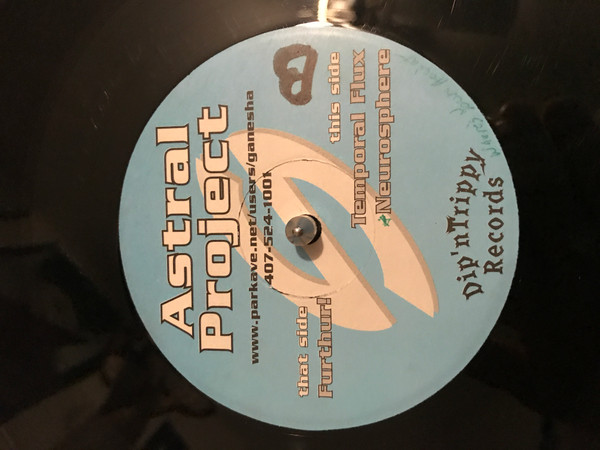 Astral
Project
www.parkave.net/users/ganesha
407-524-1001
that side
Furthur!
B
this side
Temporal Flux
*Neurosphere
Dip'nTrippy
Records